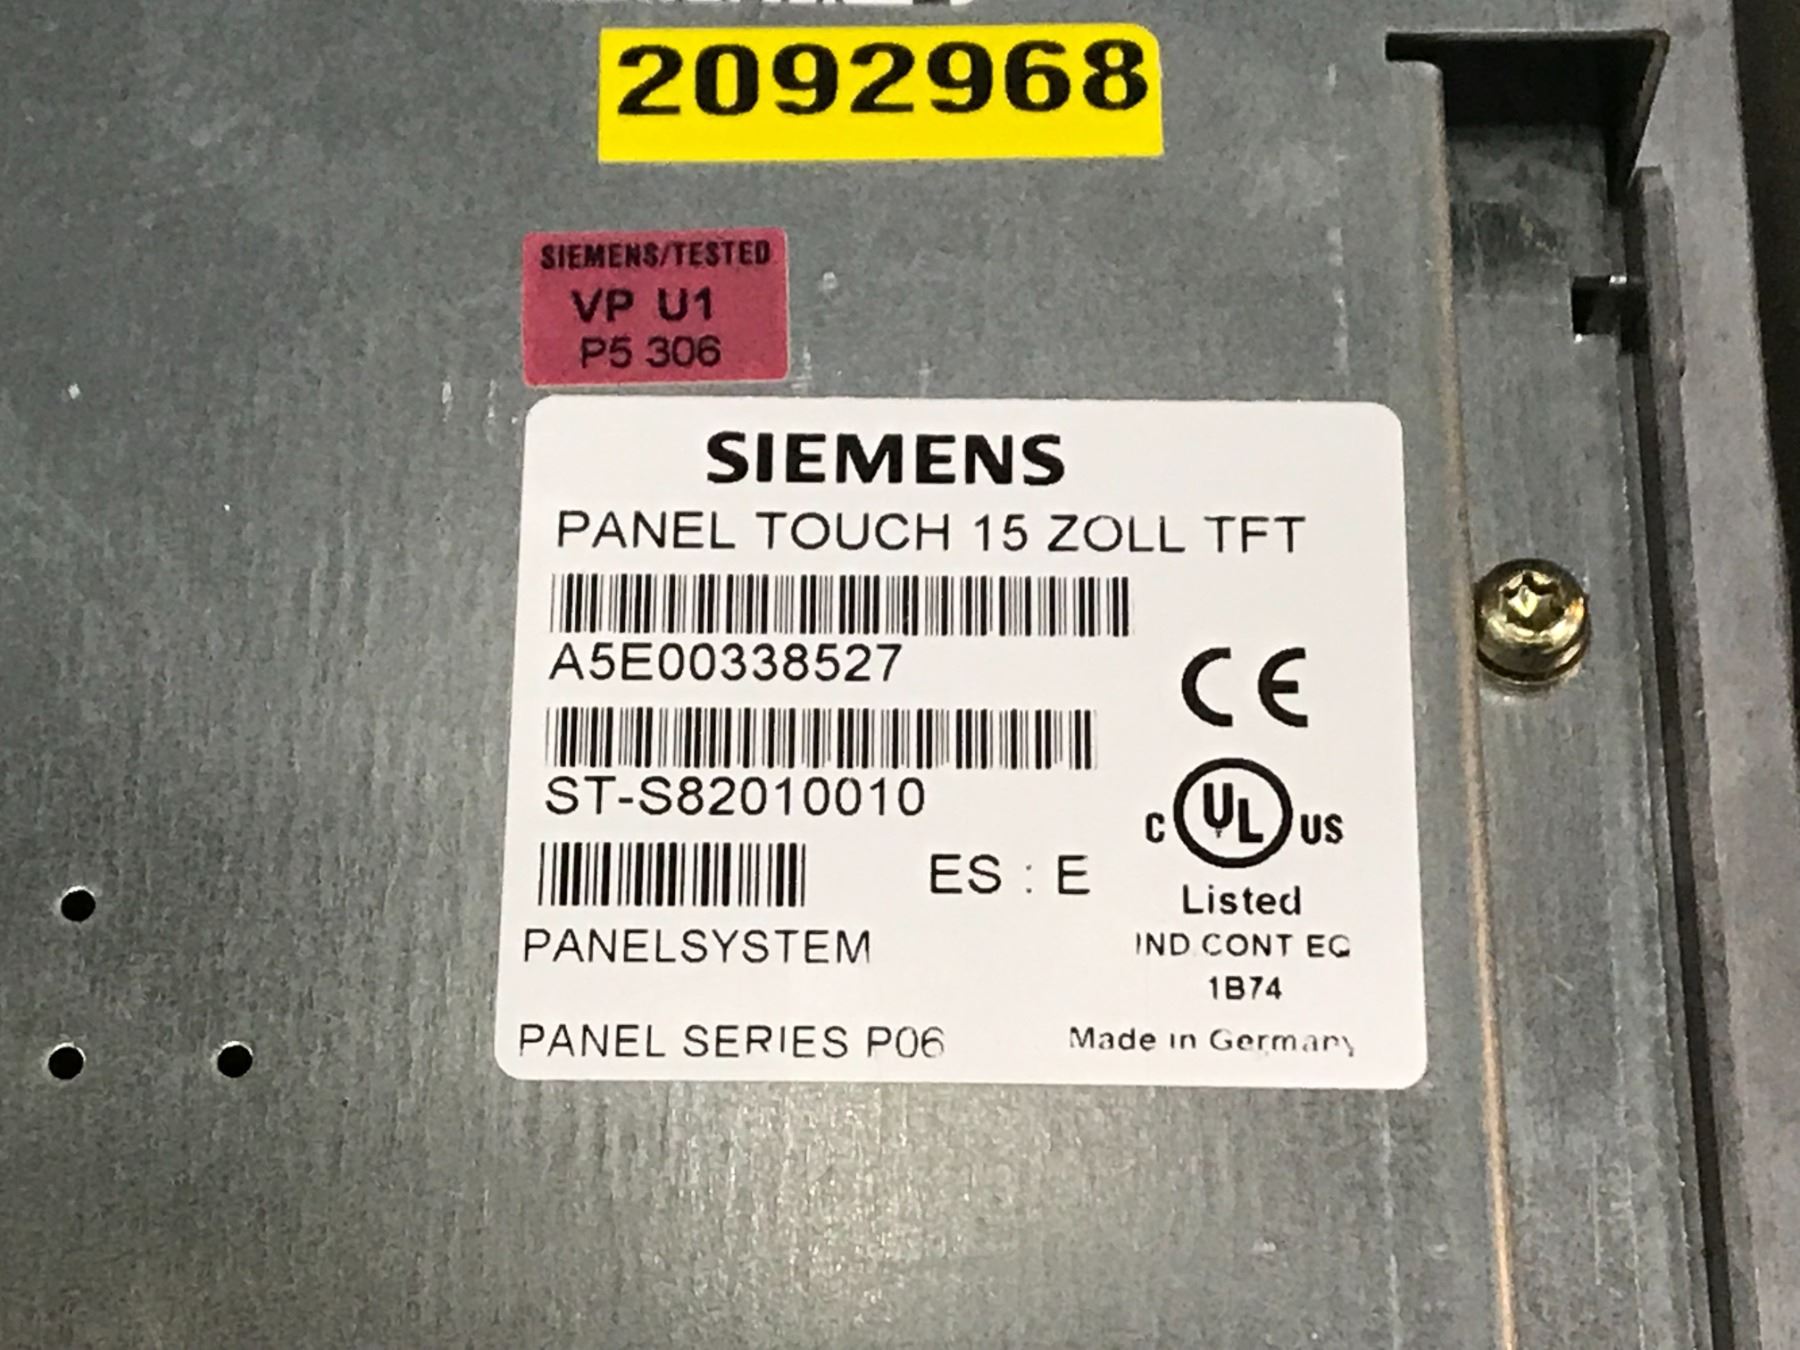 2092968
SIEMENS/TESTED
VP U1
P5 306
SIEMENS
PANEL TOUCH 15 ZOLL TFT
A5E00338527
CE
ST-S82010010
C UL US
ES : E
Listed
PANELSYSTEM
IND.CONT EQ
1B74
PANEL SERIES P06
Made in Germany